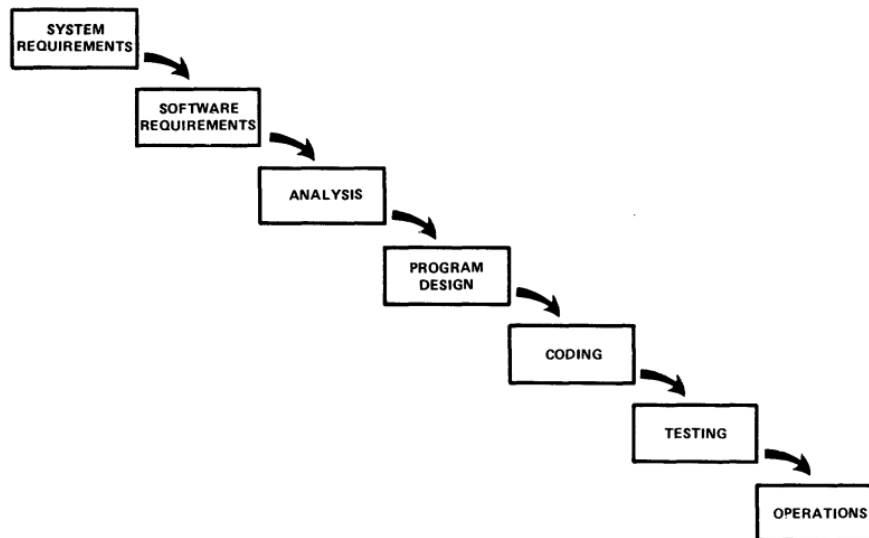 SYSTEM
REQUIREMENTS
SOFTWARE
REQUIREMENTS
ANALYSIS
PROGRAM
DESIGN
CODING
TESTING
OPERATIONS